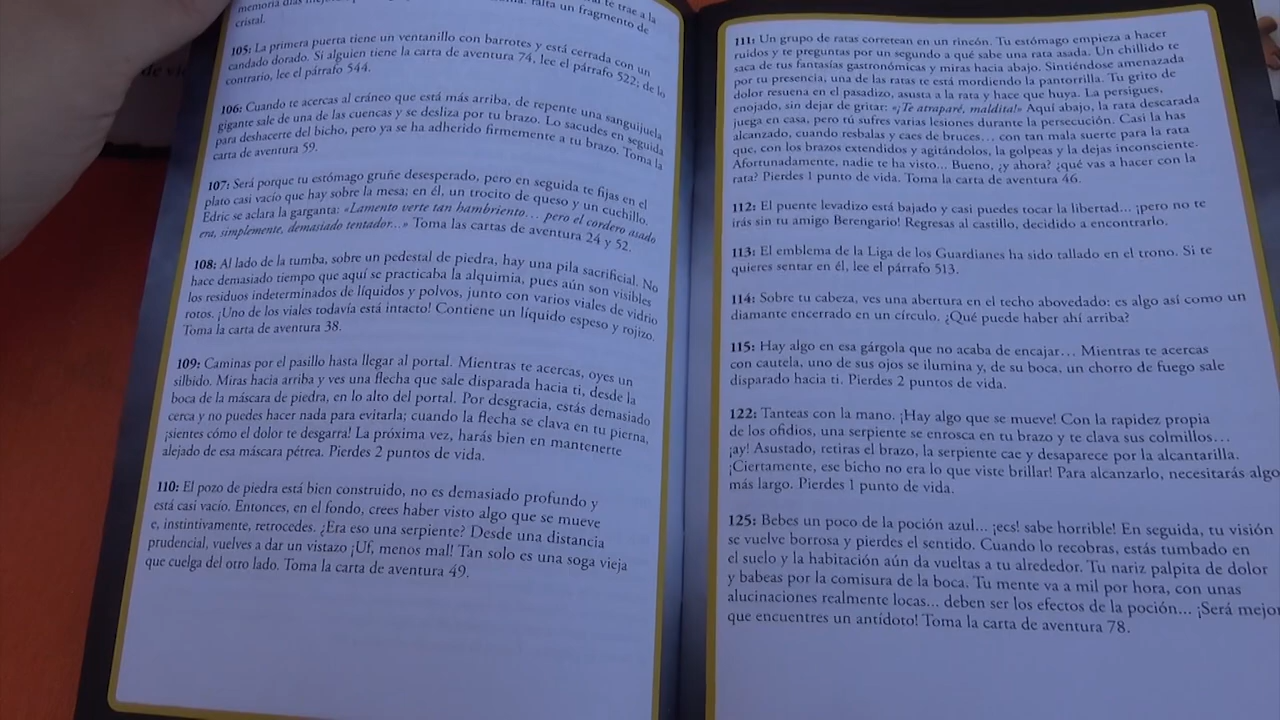 memoria días
te trae a la
falta un fragmento de
cristal.
105: La primera puerta tiene un ventanillo con barrotes y está cerrada con un
candado dorado. Si alguien tiene la carta de aventura 74, lee el párrafo 522; de lo
contrario, lee el párrafo 544.
106: Cuando te acercas al cráneo que está más arriba, de repente una sanguijuela
gigante sale de una de las cuencas y se desliza por tu brazo. Lo sacudes en seguida
para deshacerte del bicho, pero ya se ha adherido firmemente a tu brazo. Toma la
carta de aventura 59.
107: Será porque tu estómago gruñe desesperado, pero en seguida te fijas en el
plato casi vacío que hay sobre la mesa; en él, un trocito de queso y un cuchillo.
Edric se aclara la garganta: «Lamento verte tan hambriento... pero el cordero asado
era, simplemente, demasiado tentador...» Toma las cartas de aventura 24 y 52.
108: Al lado de la tumba, sobre un pedestal de piedra, hay una pila sacrificial. No
hace demasiado tiempo que aquí se practicaba la alquimia, pues aún son visibles
los residuos indeterminados de líquidos y polvos, junto con varios viales de vidrio
rotos. ¡Uno de los viales todavía está intacto! Contiene un líquido espeso y rojizo.
Toma la carta de aventura 38.
109: Caminas por el pasillo hasta llegar al portal. Mientras te acercas, oyes un
silbido. Miras hacia arriba y ves una flecha que sale disparada hacia ti, desde la
boca de la máscara de piedra, en lo alto del portal. Por desgracia, estás demasiado
cerca y no puedes hacer nada para evitarla; cuando la flecha se clava en tu pierna,
¡sientes cómo el dolor te desgarra! La próxima vez, harás bien en mantenerte
alejado de esa máscara pétrea. Pierdes 2 puntos de vida.
110: El pozo de piedra está bien construido, no es demasiado profundo y
está casi vacío. Entonces, en el fondo, crees haber visto algo que se mueve
e, instintivamente, retrocedes. ¿Era eso una serpiente? Desde una distancia
prudencial, vuelves a dar un vistazo ¡Uf, menos mal! Tan solo es una soga vieja
que cuelga del otro lado. Toma la carta de aventura 49.
111: Un grupo de ratas corretean en un rincón. Tu estómago empieza a hacer
ruidos y te preguntas por un segundo a qué sabe una rata asada. Un chillido te
saca de tus fantasías gastronómicas y miras hacia abajo. Sintiéndose amenazada
por tu presencia, una de las ratas te está mordiendo la pantorrilla. Tu grito de
dolor resuena en el pasadizo, asusta a la rata y hace que huya. La persigues,
enojado, sin dejar de gritar: «¡Te atraparé, maldita!» Aquí abajo, la rata descarada
juega en casa, pero tú sufres varias lesiones durante la persecución. Casi la has
alcanzado, cuando resbalas y caes de bruces... con tan mala suerte para la rata
que, con los brazos extendidos y agitándolos, la golpeas y la dejas inconsciente.
Afortunadamente, nadie te ha visto... Bueno, ¿y ahora? ¿qué vas a hacer con la
rata? Pierdes 1 punto de vida. Toma la carta de aventura 46.
112: El puente levadizo está bajado y casi puedes tocar la libertad... ¡pero no te
irás sin tu amigo Berengario! Regresas al castillo, decidido a encontrarlo.
113: El emblema de la Liga de los Guardianes ha sido tallado en el trono. Si te
quieres sentar en él, lee el párrafo 513.
114: Sobre tu cabeza, ves una abertura en el techo abovedado: es algo así como un
diamante encerrado en un círculo. ¿Qué puede haber ahí arriba?
115: Hay algo en esa gárgola que no acaba de encajar... Mientras te acercas
con cautela, uno de sus ojos se ilumina y, de su boca, un chorro de fuego sale
disparado hacia ti. Pierdes 2 puntos de vida.
122: Tanteas con la mano. ¡Hay algo que se mueve! Con la rapidez propia
de los ofidios, una serpiente se enrosca en tu brazo y te clava sus colmillos...
¡ay! Asustado, retiras el brazo, la serpiente cae y desaparece por la alcantarilla.
¡Ciertamente, ese bicho no era lo que viste brillar! Para alcanzarlo, necesitarás algo
más largo. Pierdes 1 punto de vida.
125: Bebes un poco de la poción azul... ¡ecs! sabe horrible! En seguida, tu visión
se vuelve borrosa y pierdes el sentido. Cuando lo recobras, estás tumbado en
el suelo y la habitación aún da vueltas a tu alrededor. Tu nariz palpita de dolor
y babeas por la comisura de la boca. Tu mente va a mil por hora, con unas
alucinaciones realmente locas... deben ser los efectos de la poción... ¡Será mejor
que encuentres un antídoto! Toma la carta de aventura 78.